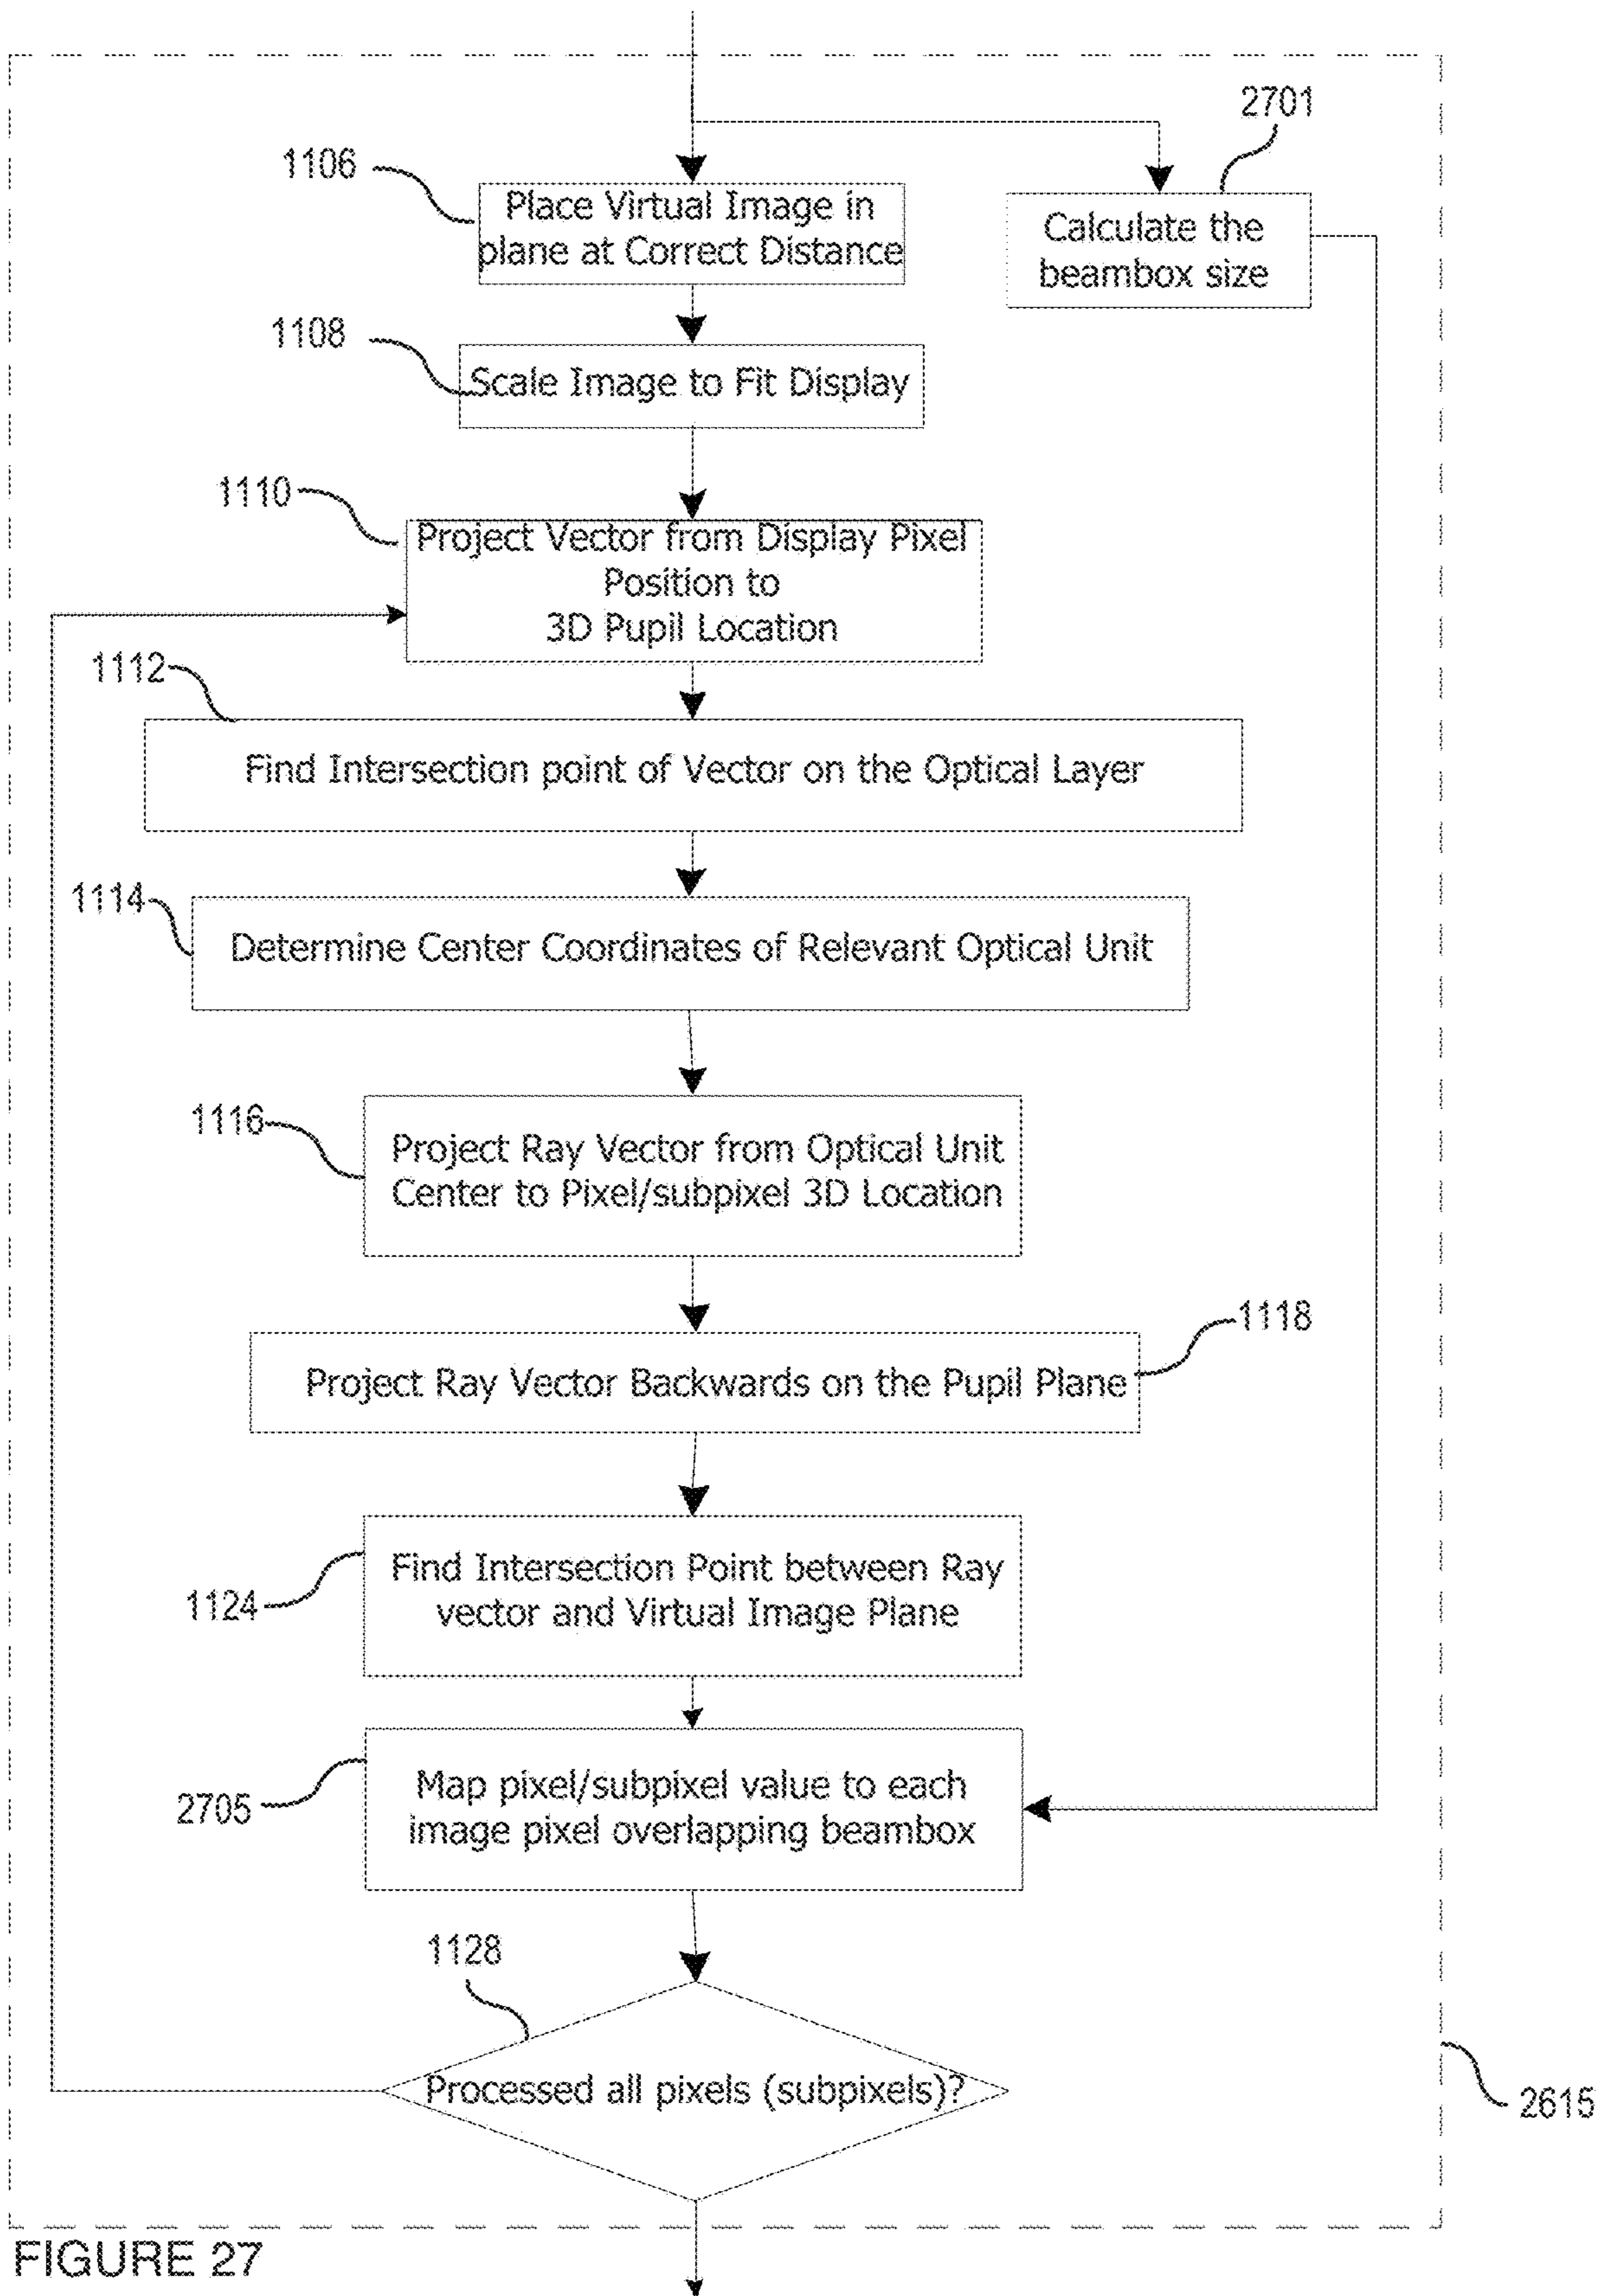 2701
1106
Place Virtual Image in
plane at Correct Distance
Calculate the
beambox size
1108
Scale Image to Fit Display
1110
Project Vector from Display Pixel
Position to
3D Pupil Location
1112
Find Intersection point of Vector on the Optical Layer
1114
Determine Center Coordinates of Relevant Optical Unit
1116
Project Ray Vector from Optical Unit
Center to Pixel/subpixel 3D Location
1118
Project Ray Vector Backwards on the Pupil Plane
1124
Find Intersection Point between Ray
vector and Virtual Image Plane
2705
Map pixel/subpixel value to each
image pixel overlapping beambox
1128
Processed all pixels (subpixels)?
2615
FIGURE 27